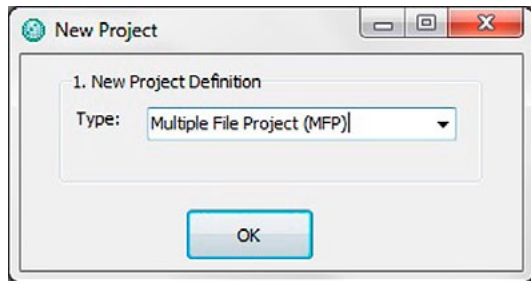 New Project
1. New Project Definition
Type: Multiple File Project (MFP)
OK